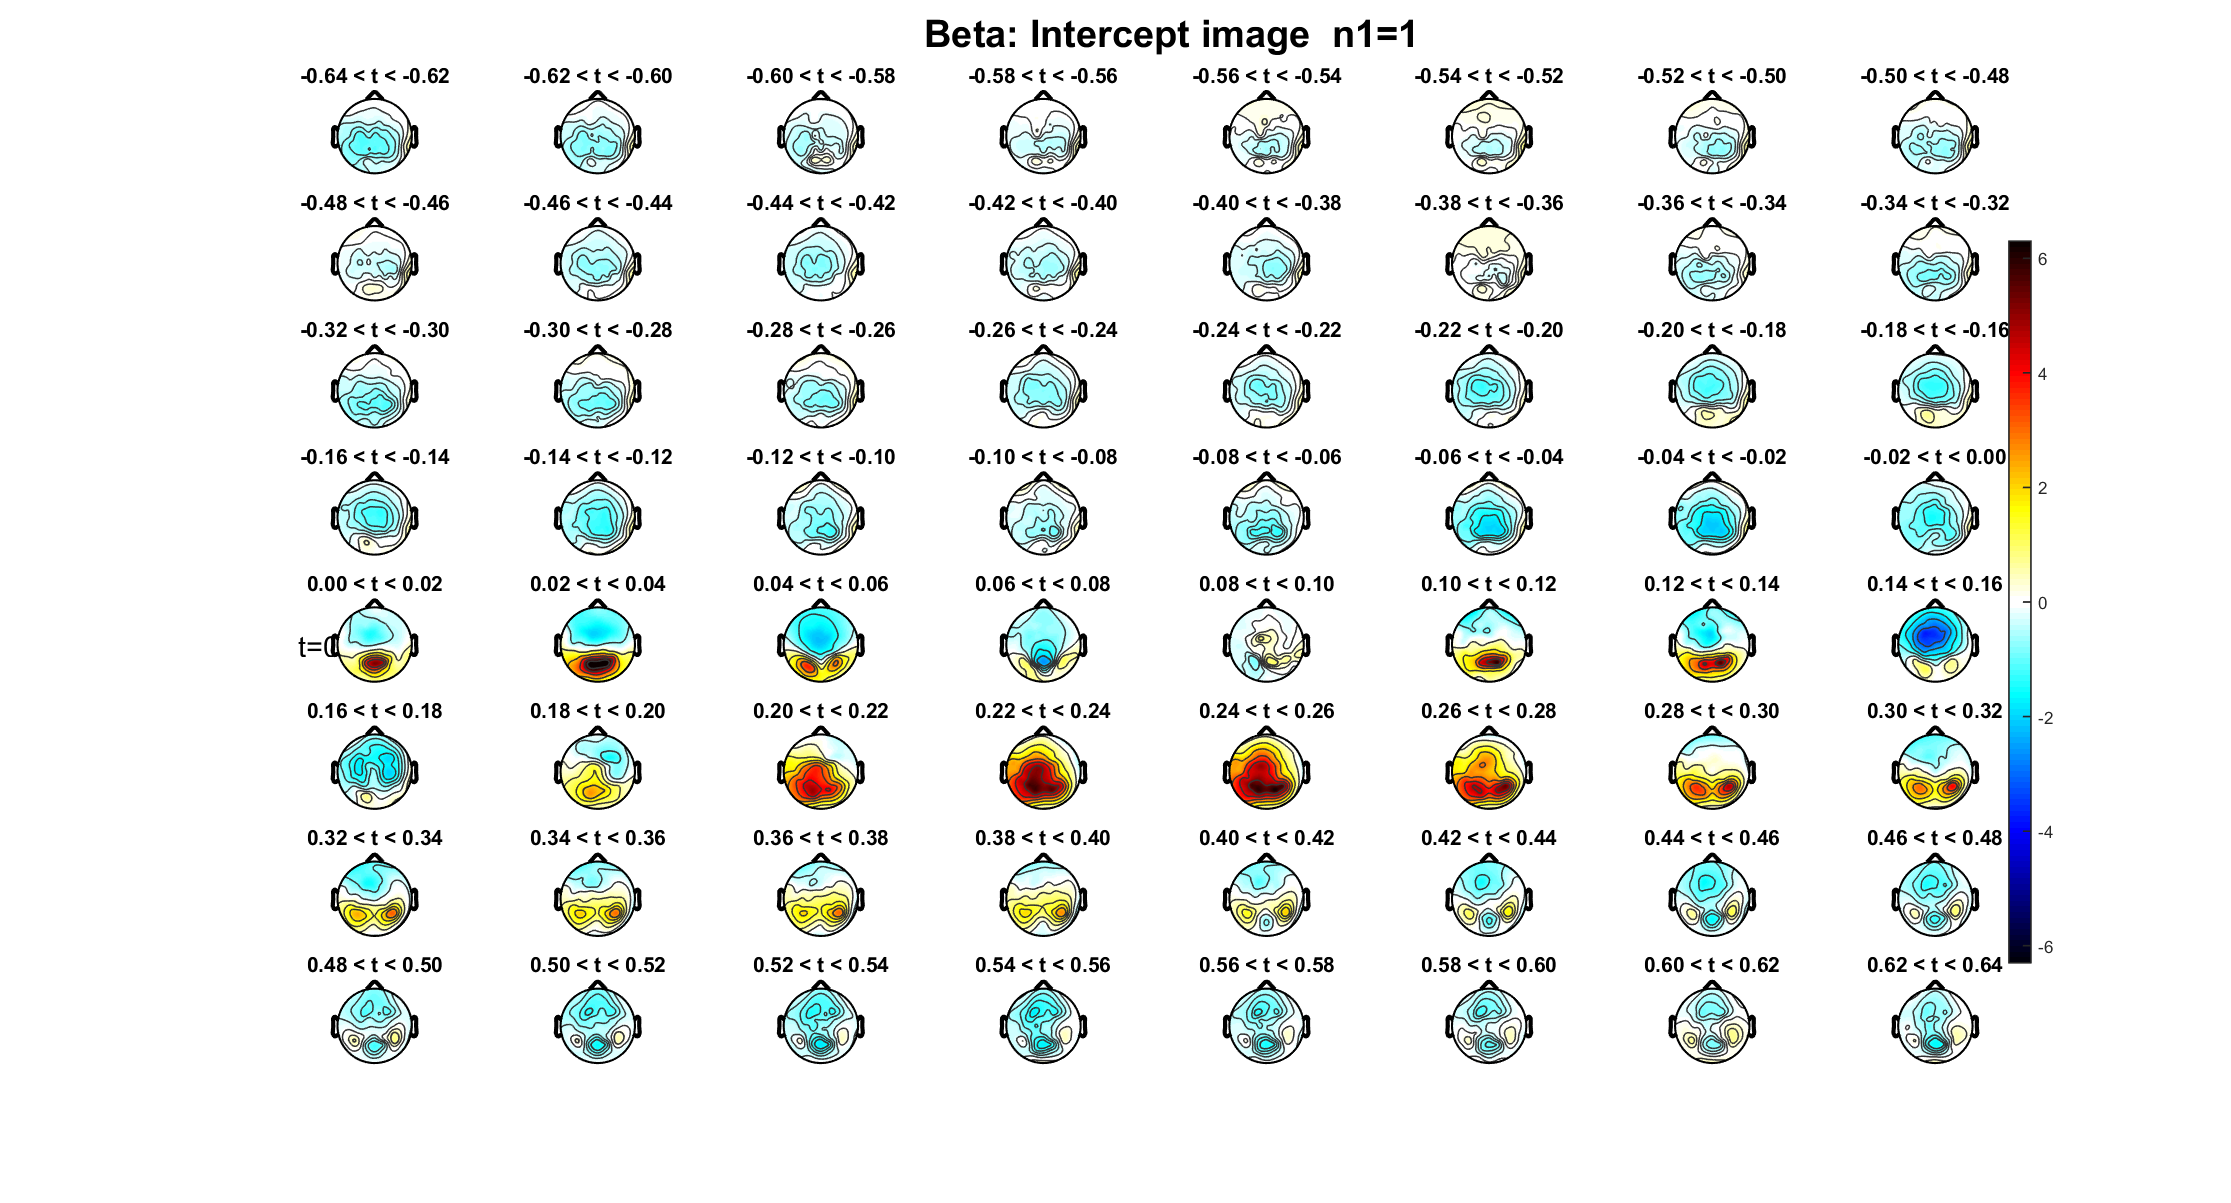 Beta: Intercept image  n1=1
-0.64 < t < -0.62 -0.62 < t < -0.60 -0.60 < t < -0.58 -0.58 < t < -0.56 -0.56 < t < -0.54 -0.54 < t < -0.52 -0.52 < t < -0.50 -0.50 < t < -0.48
-0.48 < t < -0.46 -0.46 < t < -0.44 -0.44 < t < -0.42 -0.42 < t < -0.40 -0.40 < t < -0.38 -0.38 < t < -0.36 -0.36 < t < -0.34 -0.34 < t < -0.32
-0.32 < t < -0.30 -0.30 < t < -0.28 -0.28 < t < -0.26 -0.26 < t < -0.24 -0.24 < t < -0.22 -0.22 < t < -0.20 -0.20 < t < -0.18 -0.18 < t < -0.16
-0.16 < t < -0.14 -0.14 < t < -0.12 -0.12 < t < -0.10 -0.10 < t < -0.08 -0.08 < t < -0.06 -0.06 < t < -0.04 -0.04 < t < -0.02 -0.02 < t < 0.00
0.00 < t < 0.02 0.02 < t < 0.04 0.04 < t < 0.06 0.06 < t < 0.08 0.08 < t < 0.10 0.10 < t < 0.12 0.12 < t < 0.14 0.14 < t < 0.16
t=0
0.16 < t < 0.18 0.18 < t < 0.20 0.20 < t < 0.22 0.22 < t < 0.24 0.24 < t < 0.26 0.26 < t < 0.28 0.28 < t < 0.30 0.30 < t < 0.32
0.32 < t < 0.34 0.34 < t < 0.36 0.36 < t < 0.38 0.38 < t < 0.40 0.40 < t < 0.42 0.42 < t < 0.44 0.44 < t < 0.46 0.46 < t < 0.48
0.48 < t < 0.50 0.50 < t < 0.52 0.52 < t < 0.54 0.54 < t < 0.56 0.56 < t < 0.58 0.58 < t < 0.60 0.60 < t < 0.62 0.62 < t < 0.64
6
4
2
0
-2
-4
-6